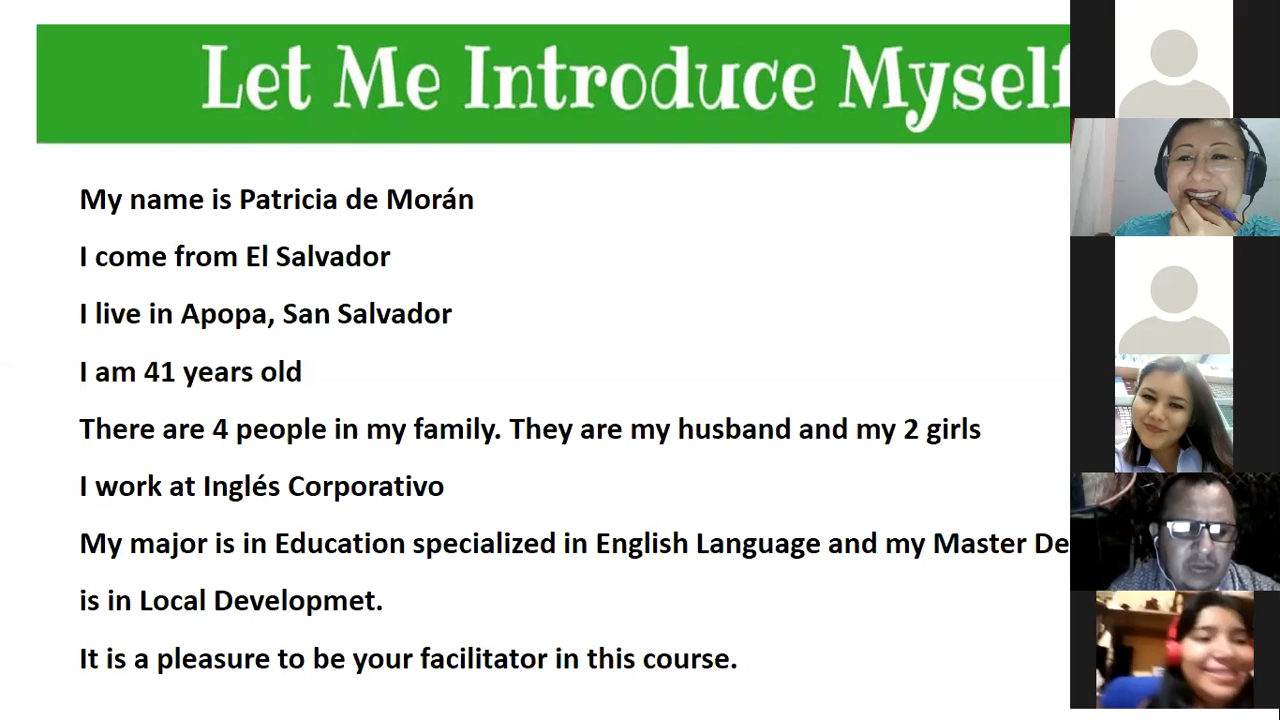 Let Me Introduce Myself
My name is Patricia de Morán
I come from El Salvador
I live in Apopa, San Salvador
I am 41 years old
There are 4 people in my family. They are my husband and my 2 girls
I work at Inglés Corporativo
My major is in Education specialized in English Language and my Master De
is in Local Developmet.
It is a pleasure to be your facilitator in this course.